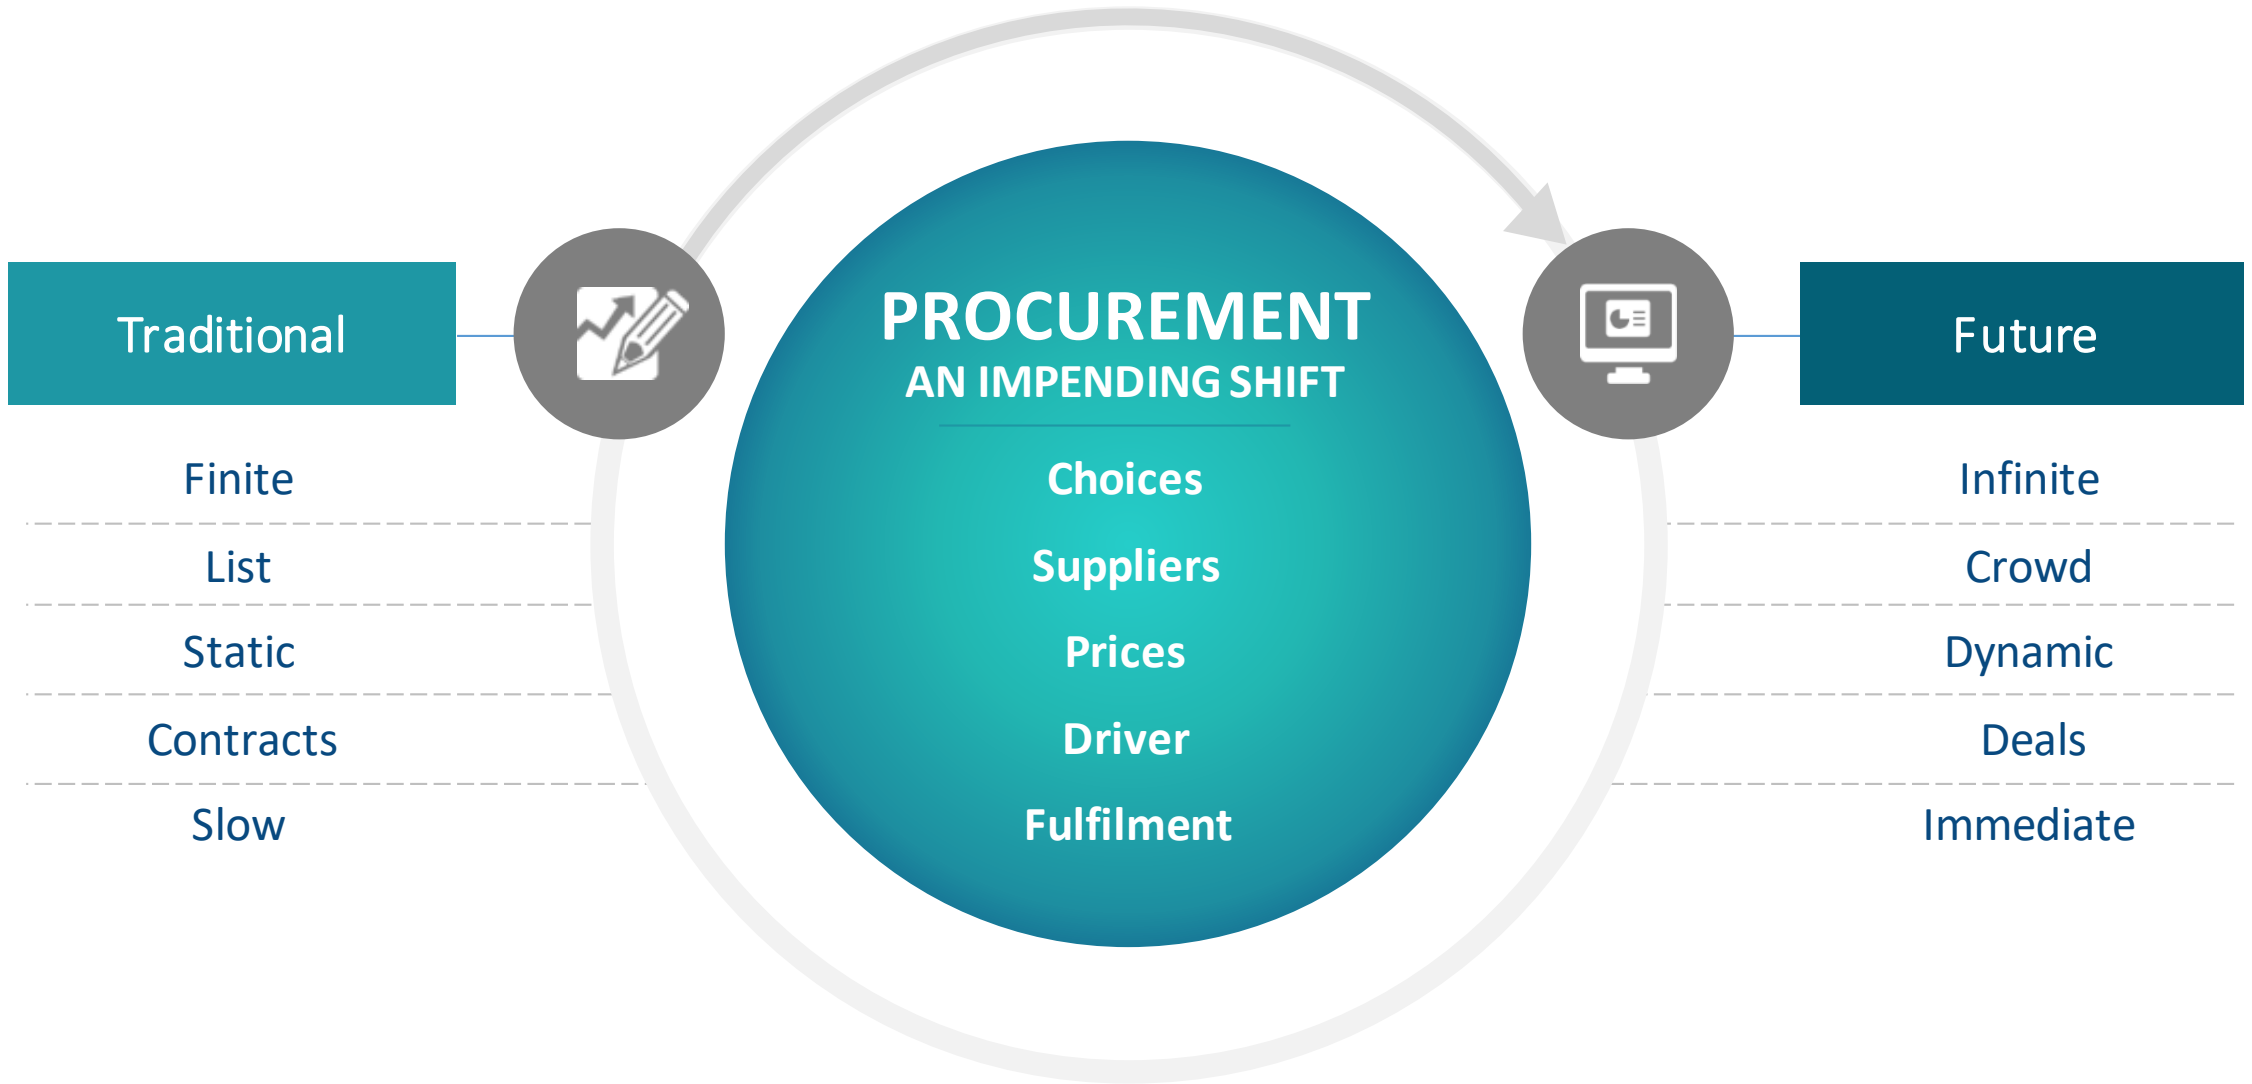 PROCUREMENT
AN IMPENDING SHIFT
Traditional
Future
Finite
Choices
Infinite
List
Suppliers
Crowd
Static
Prices
Dynamic
Contracts
Driver
Deals
Slow
Fulfilment
Immediate